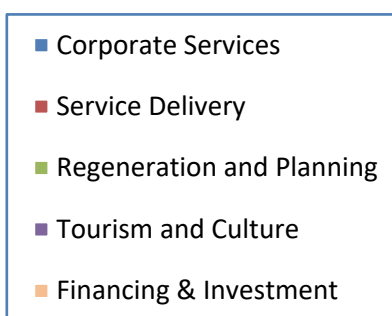 Corporate Services
Service Delivery
Regeneration and Planning
Tourism and Culture
Financing & Investment